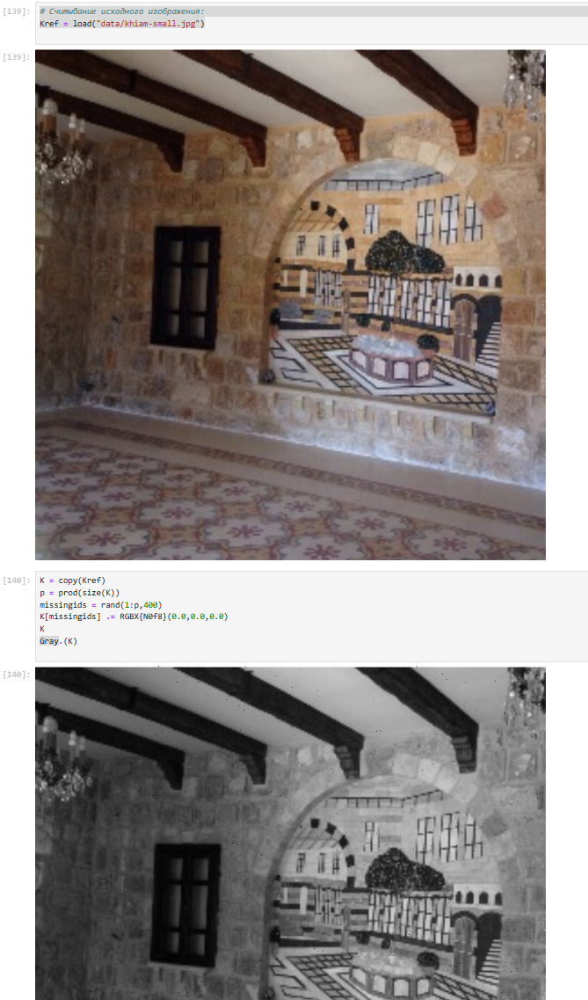 [139]: # Считывание исходного изображения:
Kref = load("data/khiam-small.jpg")
[139]:
[140]: K = copy(Kref)
p = prod(size(K))
missingids = rand(1:p,400)
K[missingids] .= RGBX{N0f8}(0.0,0.0,0.0)
K
Gray.(K)
[140]: